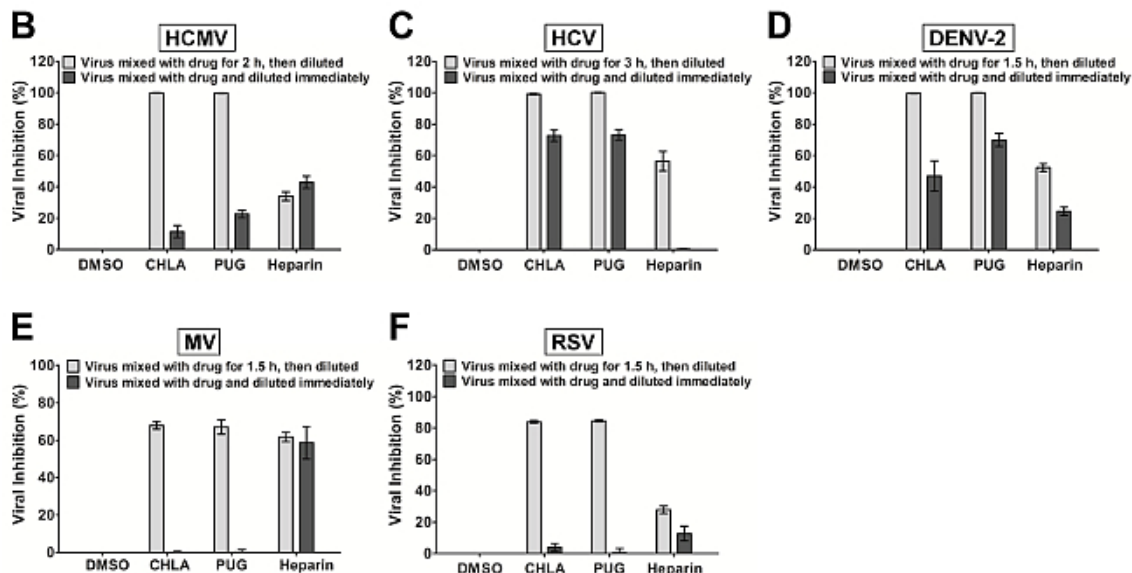 B
HCMV
Virus mixed with drug for 2 h, then diluted
Virus mixed with drug and diluted immediately
Viral Inhibition (%)
120
100
80
60
40
20
0
DMSO CHLA PUG Heparin
C
HCV
Virus mixed with drug for 3 h, then diluted
Virus mixed with drug and diluted immediately
Viral Inhibition (%)
120
100
80
60
40
20
0
DMSO CHLA PUG Heparin
D
DENV-2
Virus mixed with drug for 1.5 h, then diluted
Virus mixed with drug and diluted immediately
Viral Inhibition (%)
120
100
80
60
40
20
0
DMSO CHLA PUG Heparin
E
MV
Virus mixed with drug for 1.5 h, then diluted
Virus mixed with drug and diluted immediately
Viral Inhibition (%)
100
80
60
40
20
0
DMSO CHLA PUG Heparin
F
RSV
Virus mixed with drug for 1.5 h, then diluted
Virus mixed with drug and diluted immediately
Viral Inhibition (%)
120
100
80
60
40
20
0
DMSO CHLA PUG Heparin